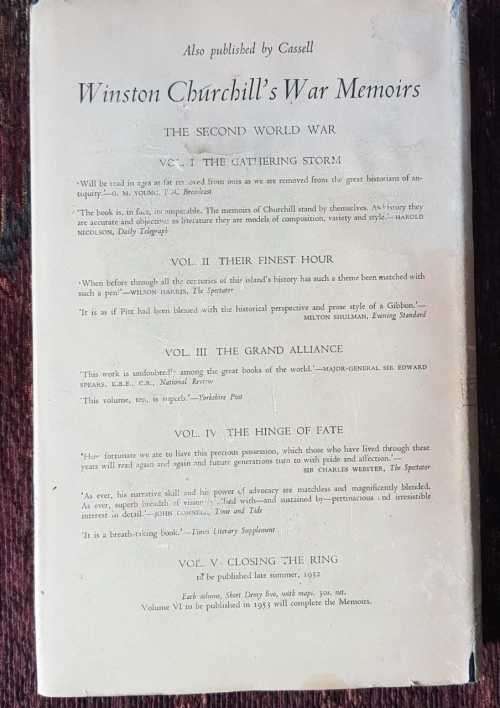 Also published by Cassell
Winston Churchill's War Memoirs
THE SECOND WORLD WAR
VOL. I THE GATHERING STORM
'Will be read in ages as far removed from ours as we are removed from the great historians of an-
tiquity.'—G. M. YOUNG, Broadcast
'The book is, in fact, incomparable. The memoirs of Churchill stand by themselves. As history they
are accurate and objective; as literature they are models of composition, variety and style.'—HAROLD
NICOLSON, Daily Telegraph
VOL. II THEIR FINEST HOUR
'When before through all the centuries of this island's history has such a theme been matched with
such a pen?'—WILSON HARRIS, The Spectator
'It is as if Pitt had been blessed with the historical perspective and prose style of a Gibbon.'—
MILTON SHULMAN, Evening Standard
VOL. III THE GRAND ALLIANCE
'This work is undoubtedly among the great books of the world.'—MAJOR-GENERAL SIR EDWARD
SPEARS, K.B.E., C.B., National Review
'This volume, too, is superb.'—Yorkshire Post
VOL. IV THE HINGE OF FATE
'How fortunate we are to have this precious possession, which those who have lived through these
years will read again and again and future generations turn to with pride and affection.'—
SIR CHARLES WEBSTER, The Spectator
'As ever, his narrative skill and his power of advocacy are matchless and magnificently blended.
As ever, superb breadth of vision is allied with—and sustained by—pertinacious and irresistible
interest in detail.'—JOHN CONNELL, Time and Tide
'It is a breath-taking book.'—Times Literary Supplement
VOL. V CLOSING THE RING
to be published late summer, 1952
Each volume, Short Demy 8vo, with maps. 30s. net.
Volume VI to be published in 1953 will complete the Memoirs.